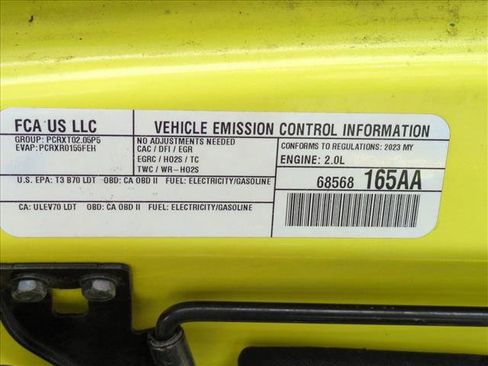 FCA US LLC
VEHICLE EMISSION CONTROL INFORMATION
GROUP: PCRXT02.05P5
EVAP: PCRXR0155FEH
NO ADJUSTMENTS NEEDED
CAC / DFI / EGR
EGRC / HO2S / TC
TWC / WR-HO2S
CONFORMS TO REGULATIONS: 2023 MY
ENGINE: 2.0L
U.S. EPA: T3 B70 LDT OBD: CA OBD II FUEL: ELECTRICITY/GASOLINE
CA: ULEV70 LDT OBD: CA OBD II FUEL: ELECTRICITY/GASOLINE
68568 165AA